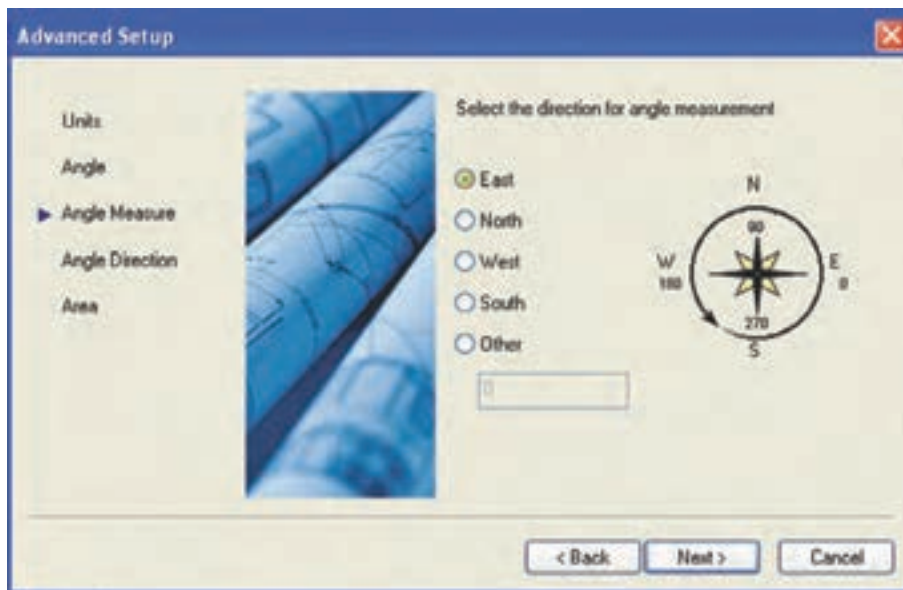 Advanced Setup
Units
Angle
Angle Measure
Angle Direction
Area
Select the direction for angle measurement
East
North
West
South
Other
0
N
90
W
180
E
0
270
S
< Back
Next >
Cancel